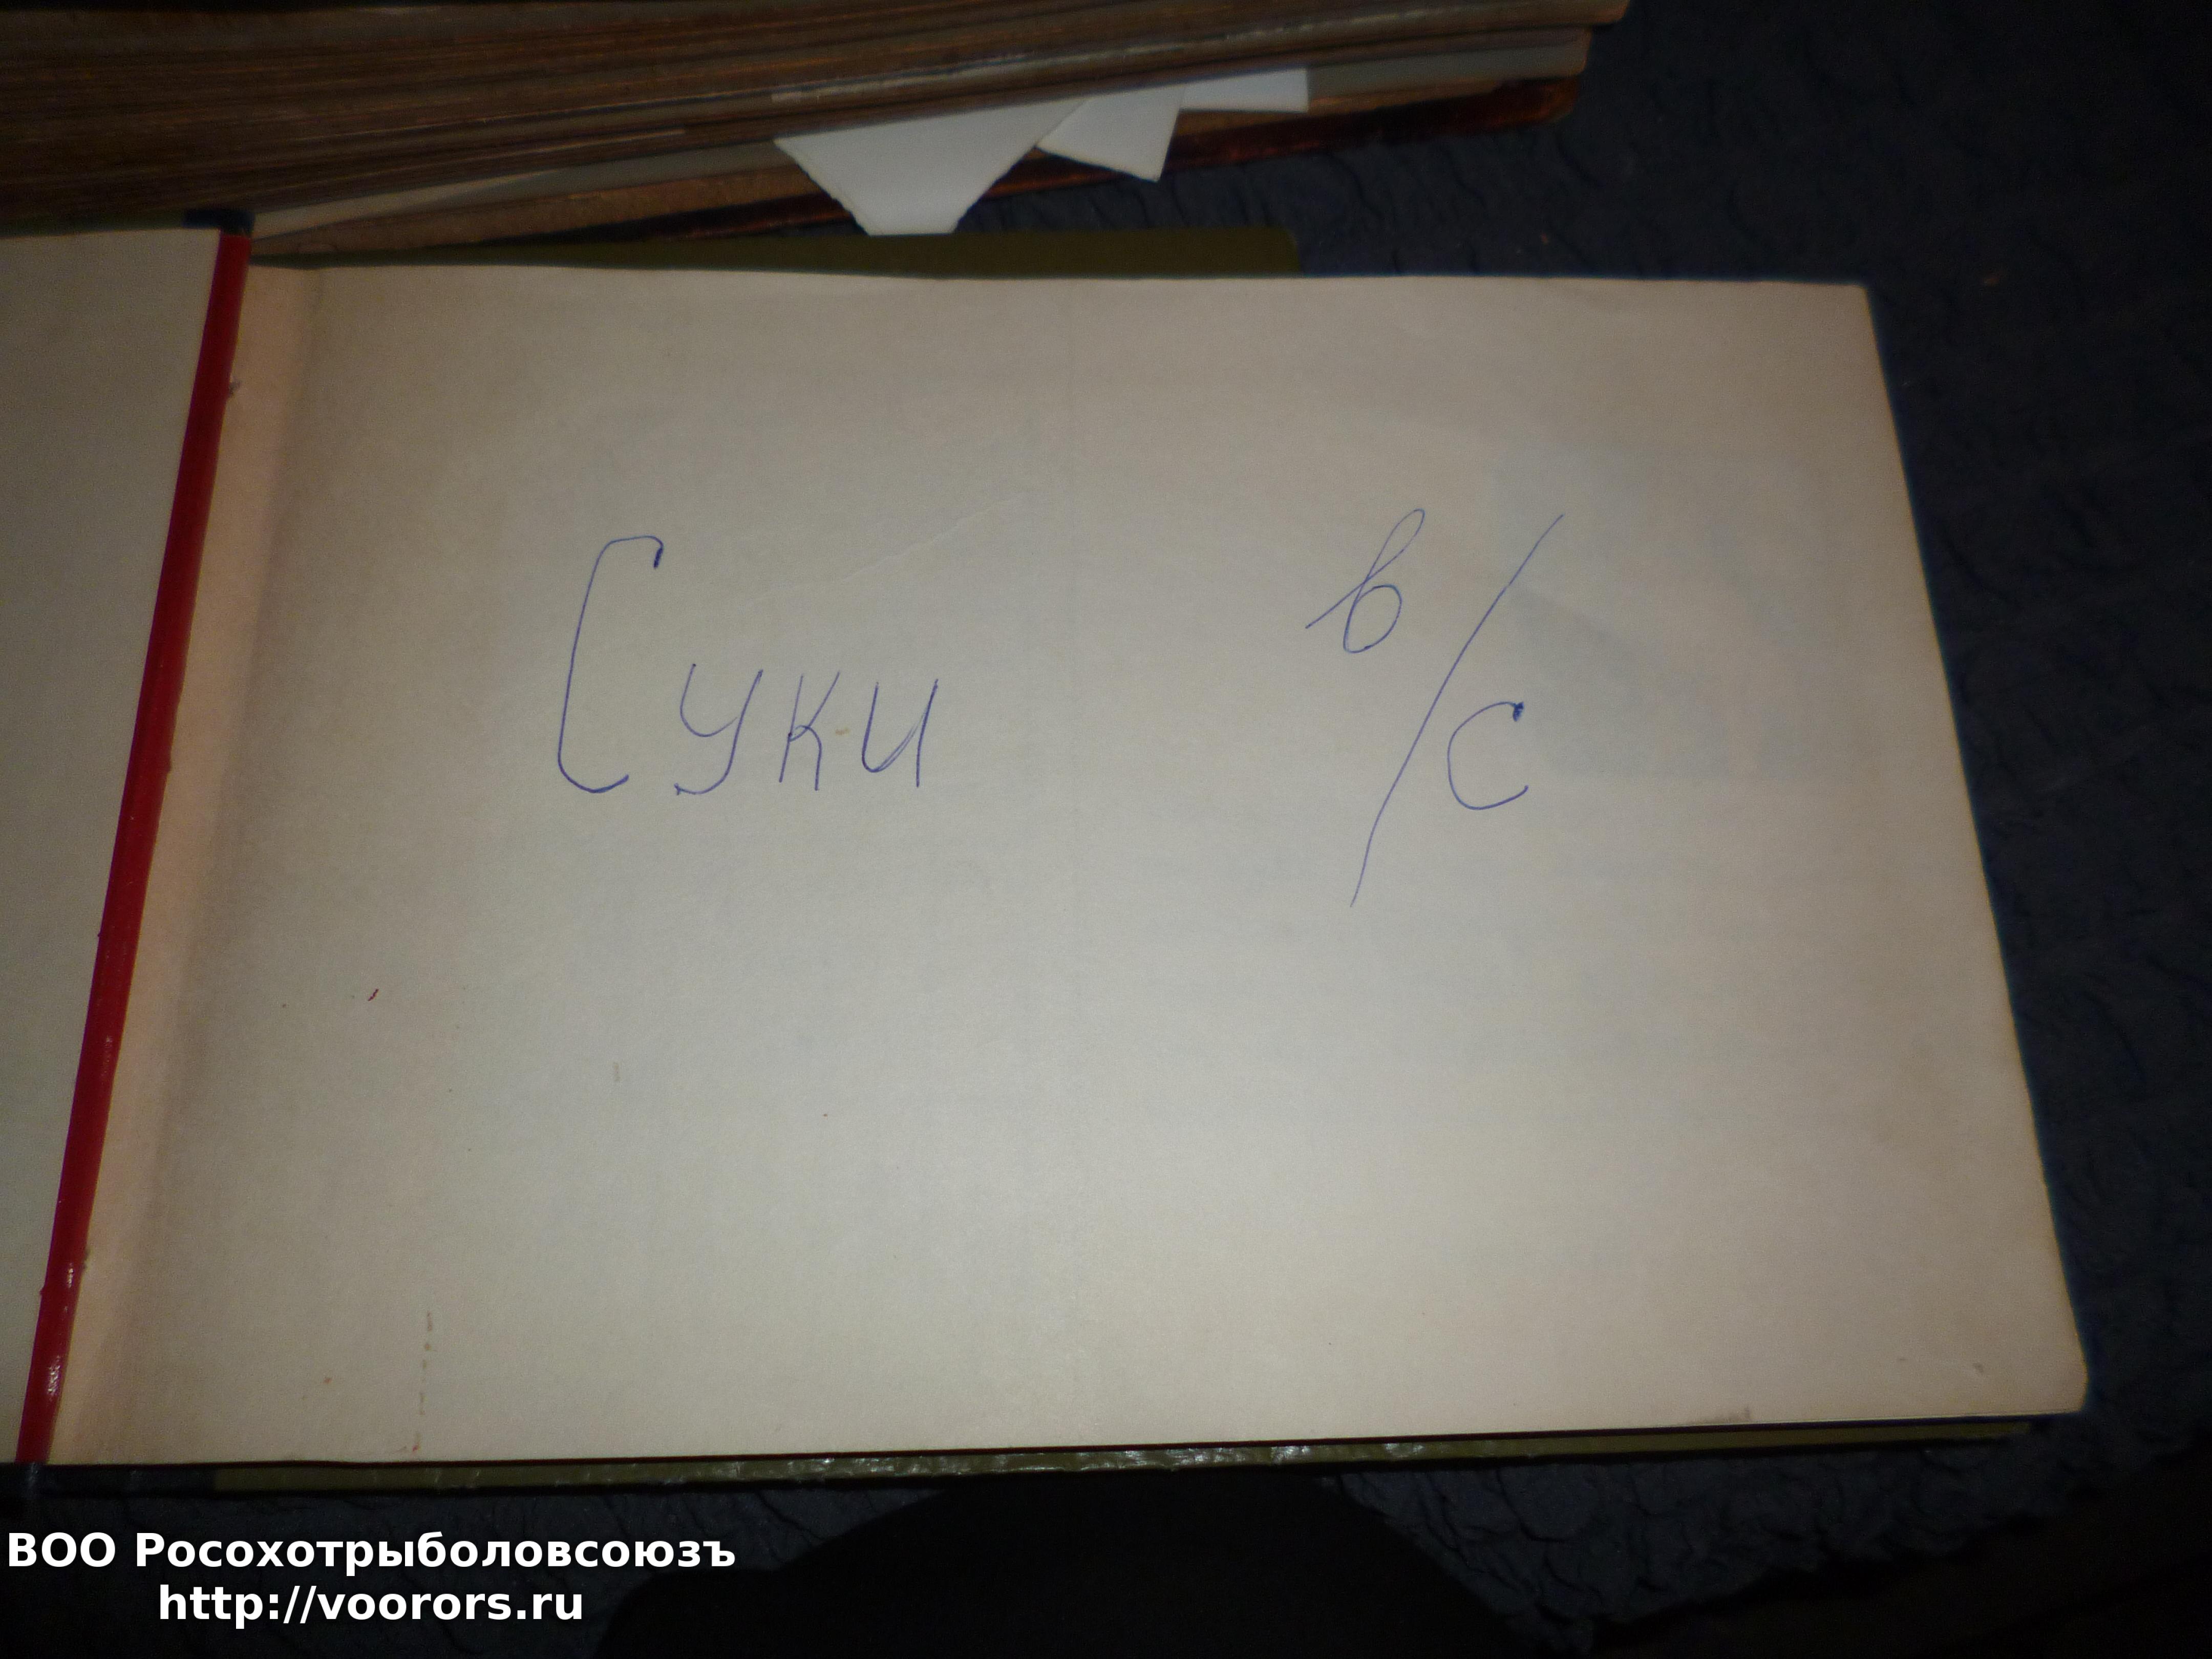 Суки в/с
ВОО Росохотрыболовсоюзъ
http://voorors.ru